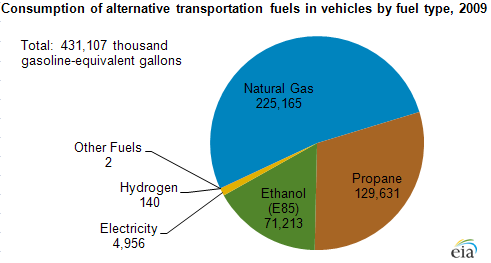 Consumption of alternative transportation fuels in vehicles by fuel type, 2009
Total: 431,107 thousand
gasoline-equivalent gallons
Natural Gas
225,165
Other Fuels
2
Hydrogen
140
Electricity
4,956
Ethanol
(E85)
71,213
Propane
129,631
eia